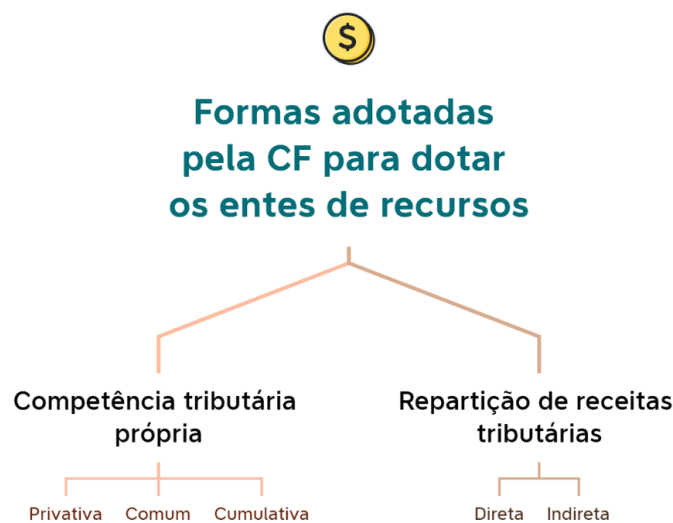 $
Formas adotadas
pela CF para dotar
os entes de recursos
Competência tributária
própria
Repartição de receitas
tributárias
Privativa Comum Cumulativa
Direta Indireta